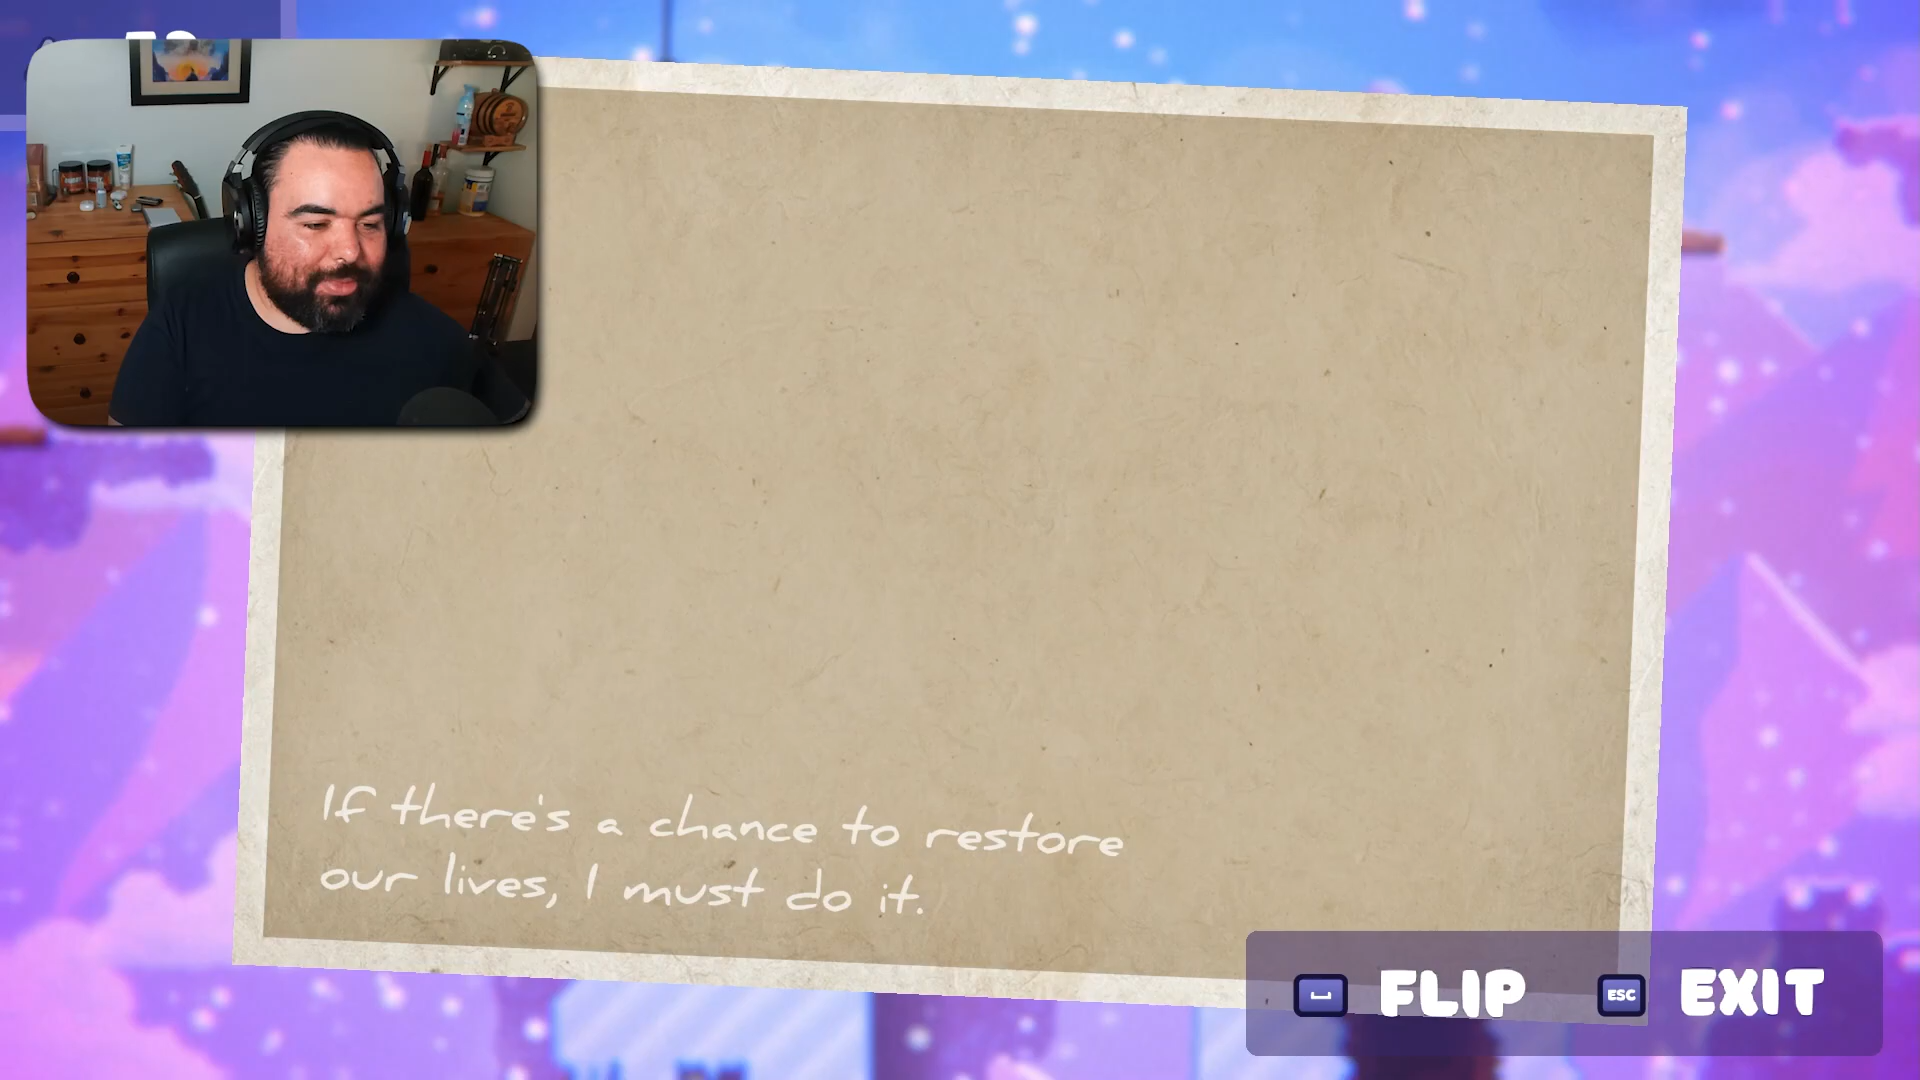 If there's a chance to restore
our lives, I must do it.
FLIP
ESC EXIT